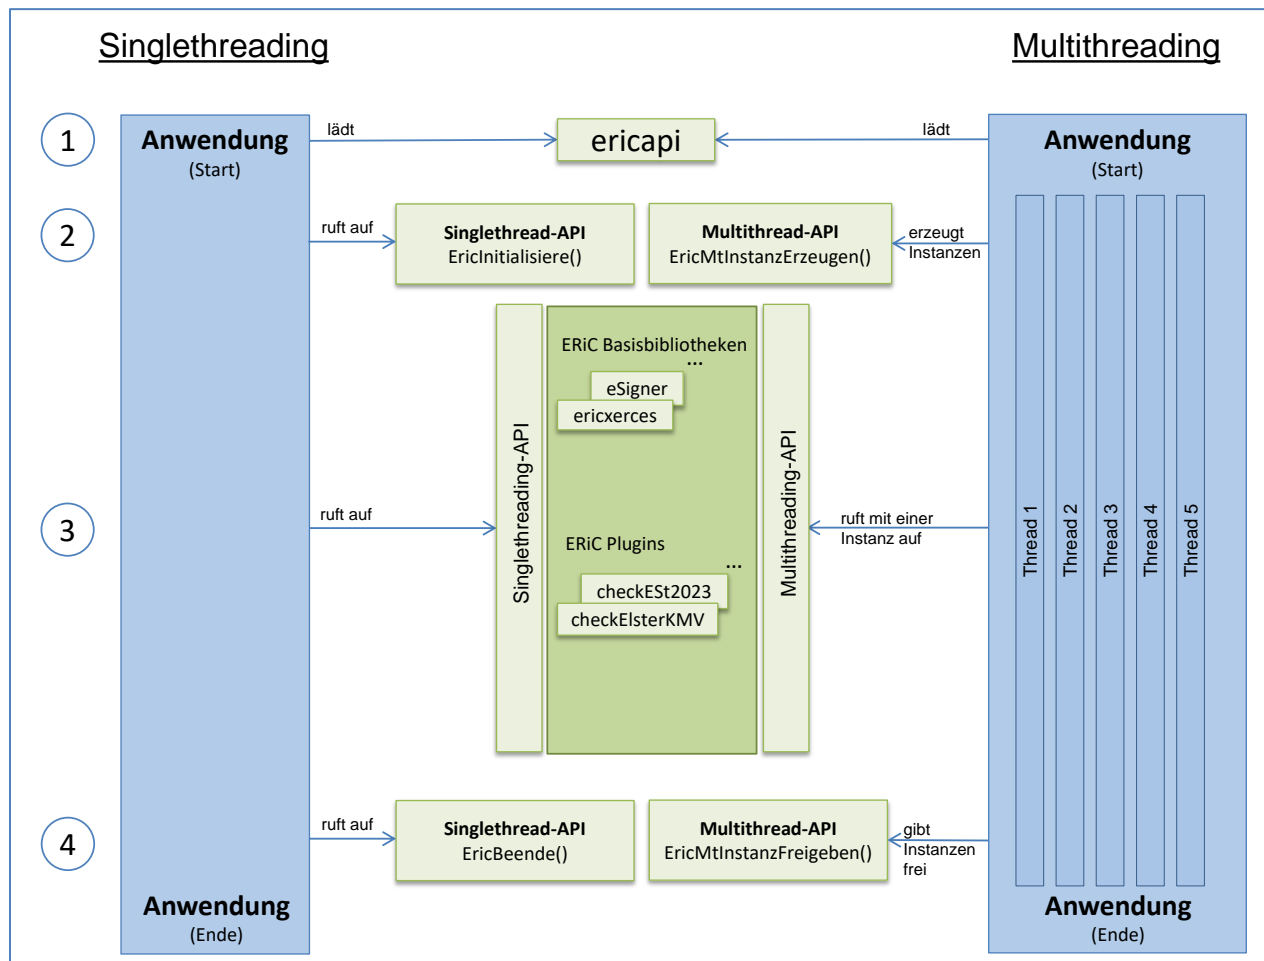 Singlethreading
Multithreading
1
Anwendung
(Start)
lädt
ericapi
lädt
Anwendung
(Start)
2
ruft auf
Singlethread-API
EricInitialisiere()
Multithread-API
EricMtInstanzErzeugen()
erzeugt
Instanzen
3
ruft auf
Singlethreading-API
ERiC Basisbibliotheken
...
eSigner
ericxerces
ERiC Plugins
...
checkESt2023
checkElsterKMV
Multithreading-API
ruft mit einer
Instanz auf
Thread 1
Thread 2
Thread 3
Thread 4
Thread 5
4
ruft auf
Singlethread-API
EricBeende()
Multithread-API
EricMtInstanzFreigeben()
gibt
Instanzen
frei
Anwendung
(Ende)
Anwendung
(Ende)